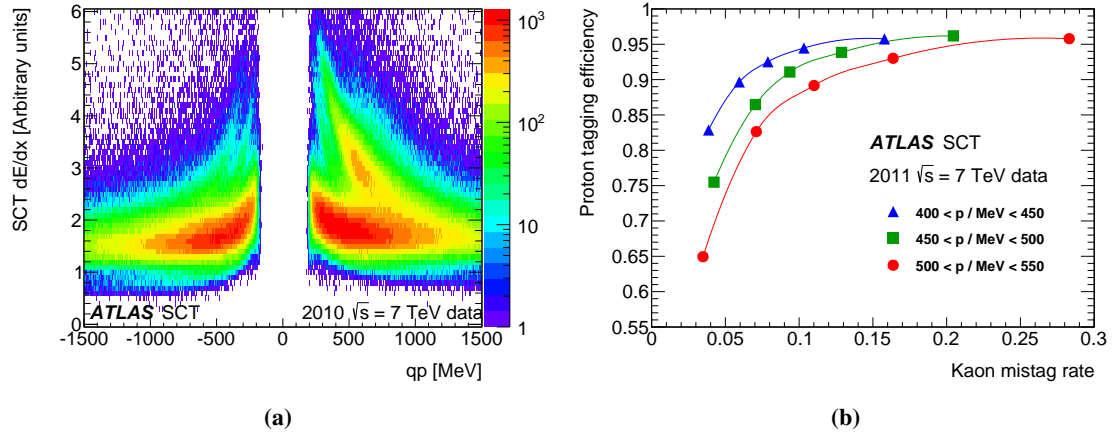 SCT dE/dx [Arbitrary units]
6
5
4
3
2
1
0
ATLAS SCT
2010 √s = 7 TeV data
-1500 -1000 -500 0 500 1000 1500
qp [MeV]
10³
10²
10
1
(a)
Proton tagging efficiency
1
0.95
0.9
0.85
0.8
0.75
0.7
0.65
0.6
0.55
ATLAS SCT
2011 √s = 7 TeV data
400 < p / MeV < 450
450 < p / MeV < 500
500 < p / MeV < 550
0 0.05 0.1 0.15 0.2 0.25 0.3
Kaon mistag rate
(b)